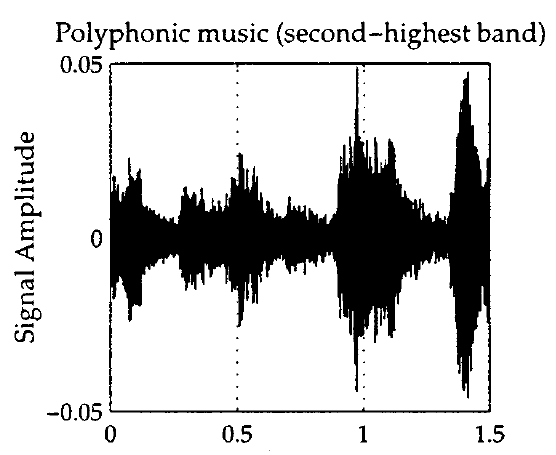 Polyphonic music (second–highest band)
0.05
Signal Amplitude
0
−0.05
0 0.5 1 1.5